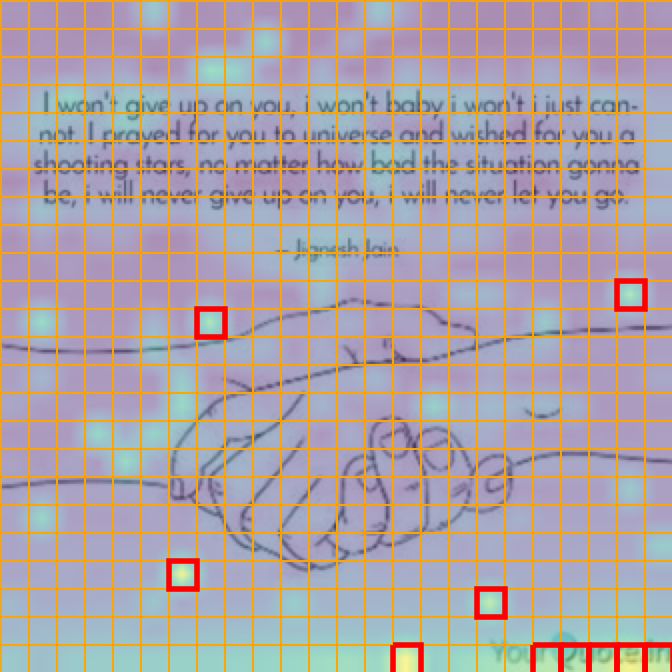 I won't give up on you, i won't baby i won't i just can-
not. I prayed for you to universe and wished for you a
shooting stars, no matter how bad the situation gonna
be, i will never give up on you, i will never let you go.
-- Jignesh Jain
YourQuote.in